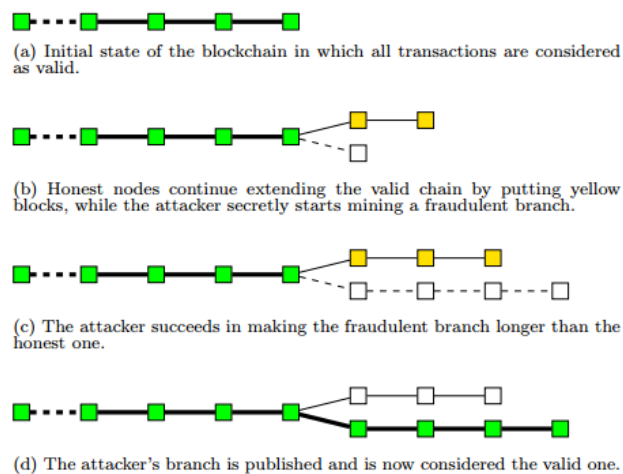 (a) Initial state of the blockchain in which all transactions are considered
as valid.
(b) Honest nodes continue extending the valid chain by putting yellow
blocks, while the attacker secretly starts mining a fraudulent branch.
(c) The attacker succeeds in making the fraudulent branch longer than the
honest one.
(d) The attacker's branch is published and is now considered the valid one.